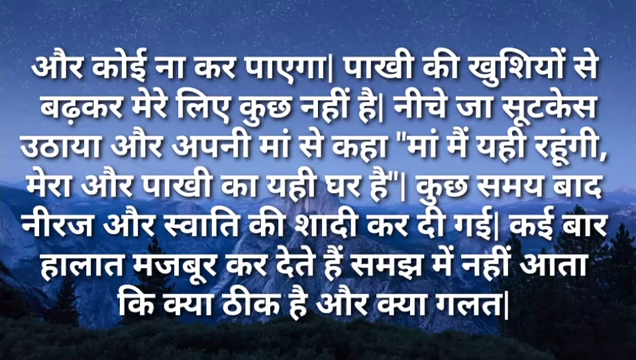 और कोई ना कर पाएगा| पाखी की खुशियों से
बढ़कर मेरे लिए कुछ नहीं है| नीचे जा सूटकेस
उठाया और अपनी मां से कहा "मां मैं यही रहूंगी,
मेरा और पाखी का यही घर है"| कुछ समय बाद
नीरज और स्वाति की शादी कर दी गई| कई बार
हालात मजबूर कर देते हैं समझ में नहीं आता
कि क्या ठीक है और क्या गलत|